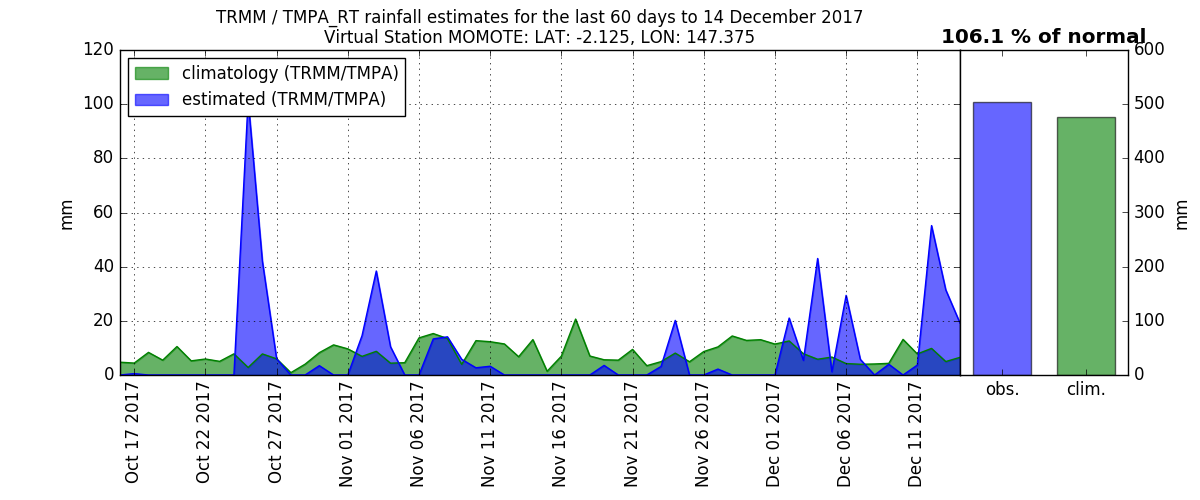 TRMM / TMPA_RT rainfall estimates for the last 60 days to 14 December 2017
Virtual Station MOMOTE: LAT: -2.125, LON: 147.375
106.1 % of normal
climatology (TRMM/TMPA)
estimated (TRMM/TMPA)
120
100
80
60
40
20
0
mm
600
500
400
300
200
100
0
mm
obs.
clim.
Oct 17 2017
Oct 22 2017
Oct 27 2017
Nov 01 2017
Nov 06 2017
Nov 11 2017
Nov 16 2017
Nov 21 2017
Nov 26 2017
Dec 01 2017
Dec 06 2017
Dec 11 2017